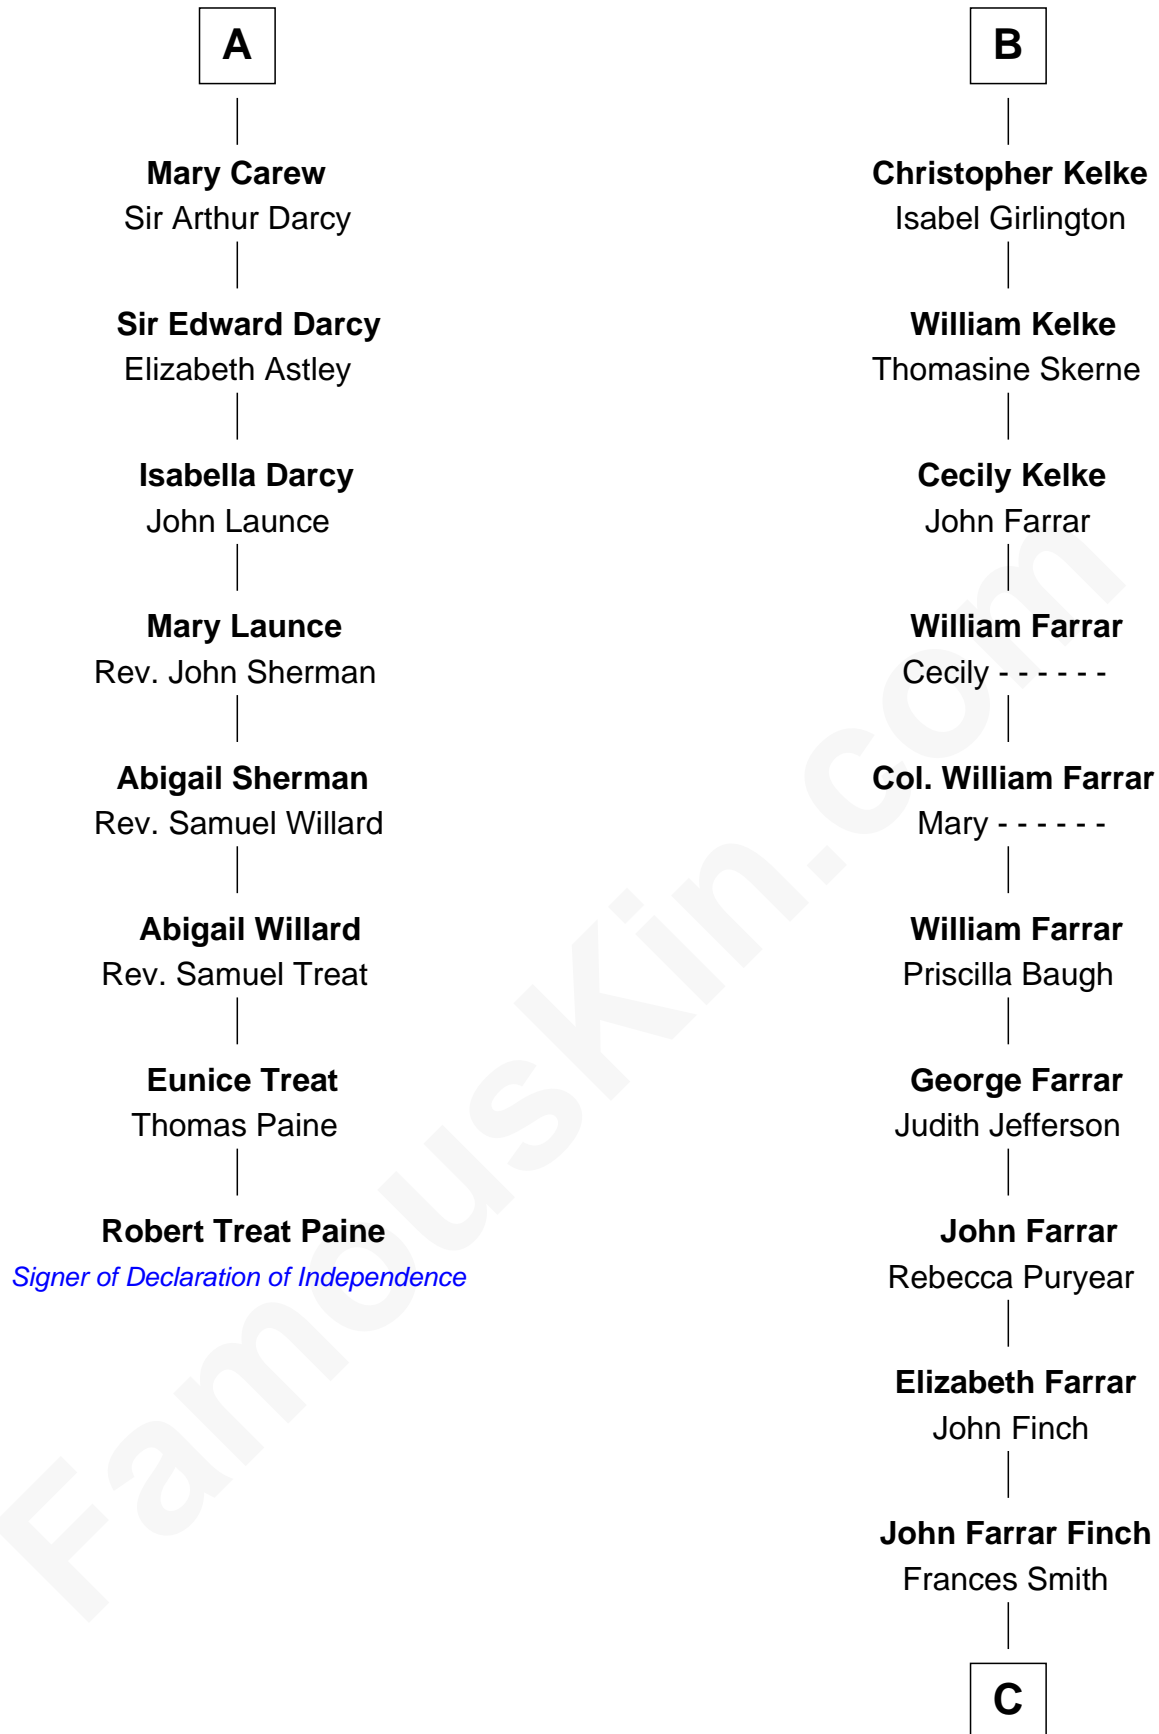 A
Mary Carew
Sir Arthur Darcy
Sir Edward Darcy
Elizabeth Astley
Isabella Darcy
John Launce
Mary Launce
Rev. John Sherman
Abigail Sherman
Rev. Samuel Willard
Abigail Willard
Rev. Samuel Treat
Eunice Treat
Thomas Paine
Robert Treat Paine
Signer of Declaration of Independence
B
Christopher Kelke
Isabel Girlington
William Kelke
Thomasine Skerne
Cecily Kelke
John Farrar
William Farrar
Cecily - - - - - -
Col. William Farrar
Mary - - - - - -
William Farrar
Priscilla Baugh
George Farrar
Judith Jefferson
John Farrar
Rebecca Puryear
Elizabeth Farrar
John Finch
John Farrar Finch
Frances Smith
C
FamousKin.com